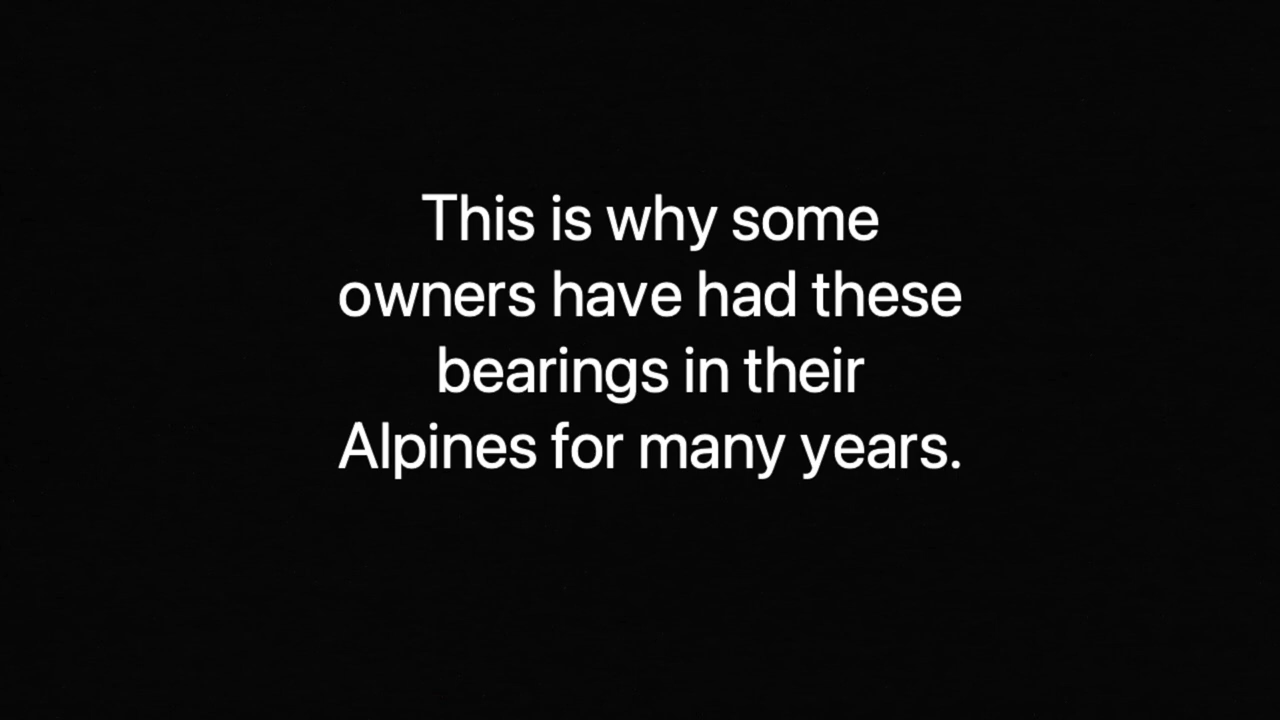 This is why some
owners have had these
bearings in their
Alpines for many years.